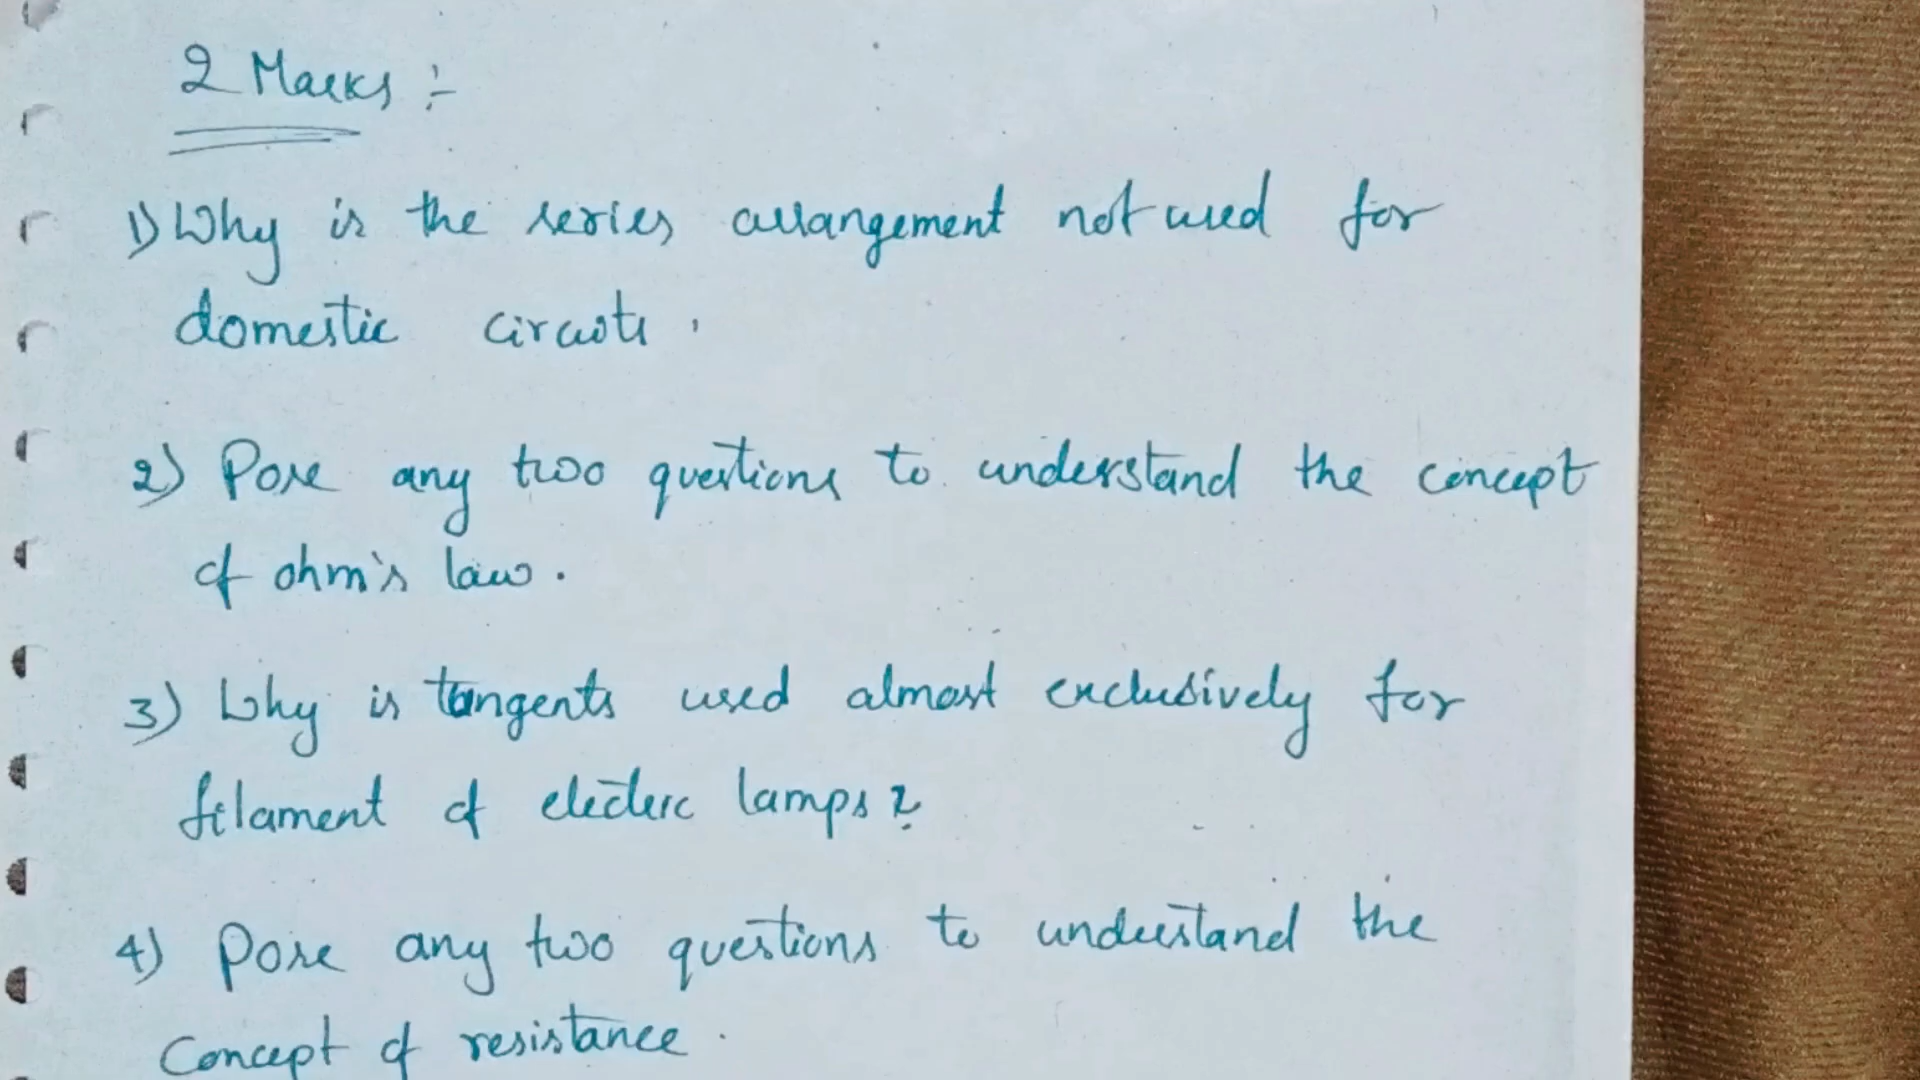 2 Marks :-
1) Why is the series arrangement not used for
domestic circuits.
2) Pose any two questions to understand the concept
of ohm's law.
3) Why is tangents used almost exclusively for
filament of electric lamps?
4) Pose any two questions to understand the
Concept of resistance.